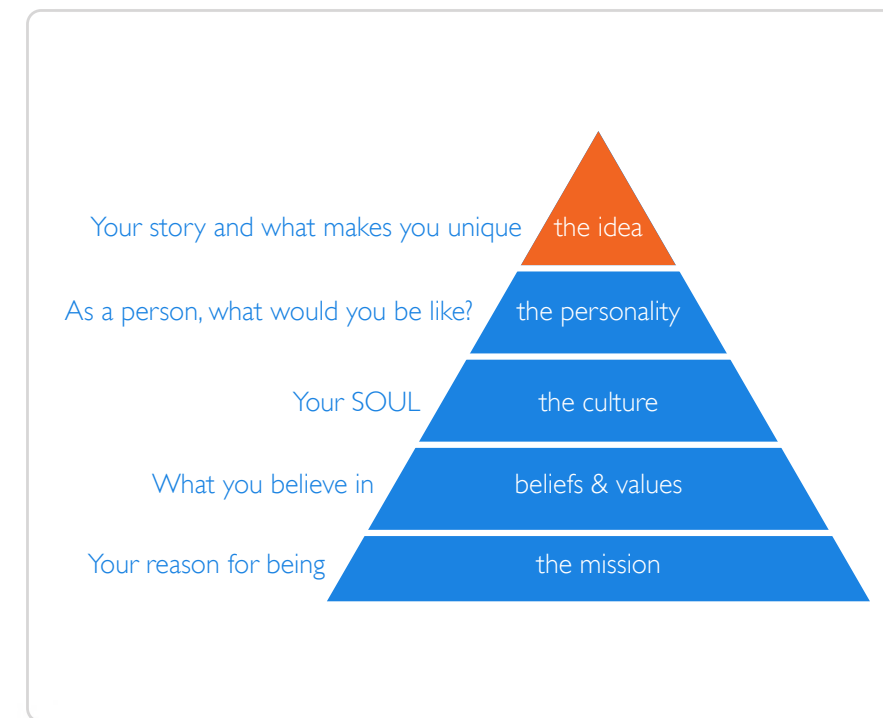 Your story and what makes you unique the idea
As a person, what would you be like? the personality
Your SOUL the culture
What you believe in beliefs & values
Your reason for being the mission